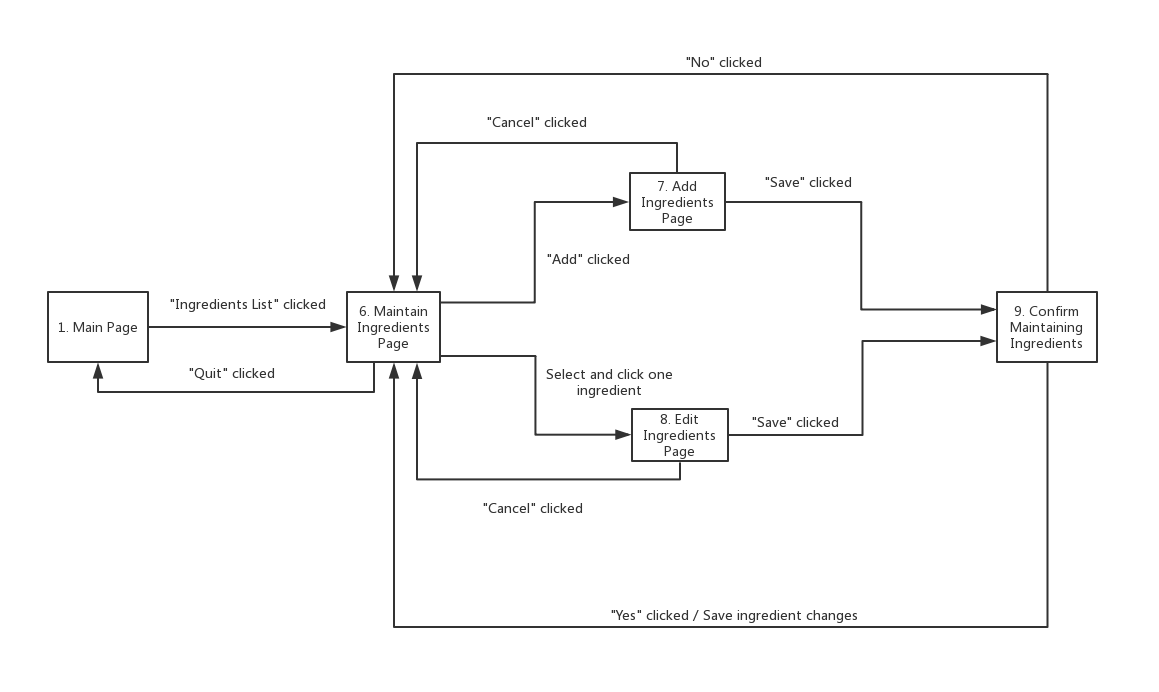 "No" clicked
"Cancel" clicked
7. Add
Ingredients
Page
"Save" clicked
"Add" clicked
"Ingredients List" clicked
1. Main Page
6. Maintain
Ingredients
Page
9. Confirm
Maintaining
Ingredients
"Quit" clicked
Select and click one
ingredient
8. Edit
Ingredients
Page
"Save" clicked
"Cancel" clicked
"Yes" clicked / Save ingredient changes